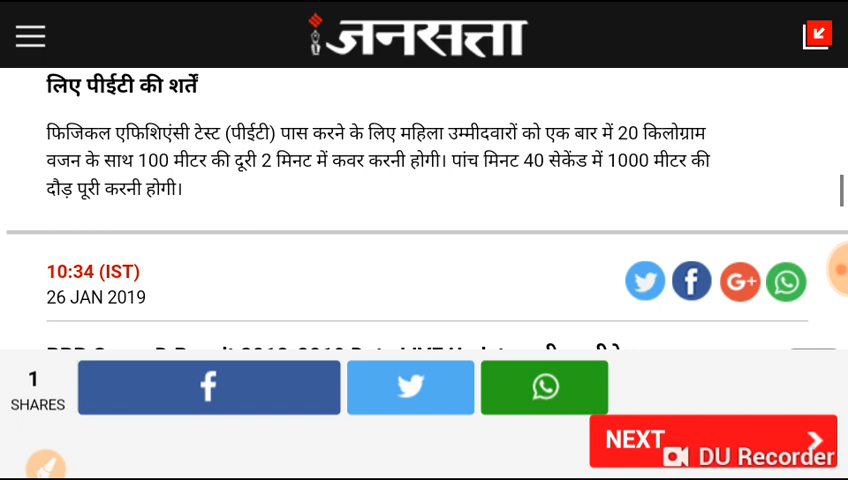 जनसत्ता
लिए पीईटी की शर्तें
फिजिकल एफिशिएंसी टेस्ट (पीईटी) पास करने के लिए महिला उम्मीदवारों को एक बार में 20 किलोग्राम
वजन के साथ 100 मीटर की दूरी 2 मिनट में कवर करनी होगी। पांच मिनट 40 सेकेंड में 1000 मीटर की
दौड़ पूरी करनी होगी।
10:34 (IST)
26 JAN 2019
G+
1
SHARES
NEXT
DU Recorder